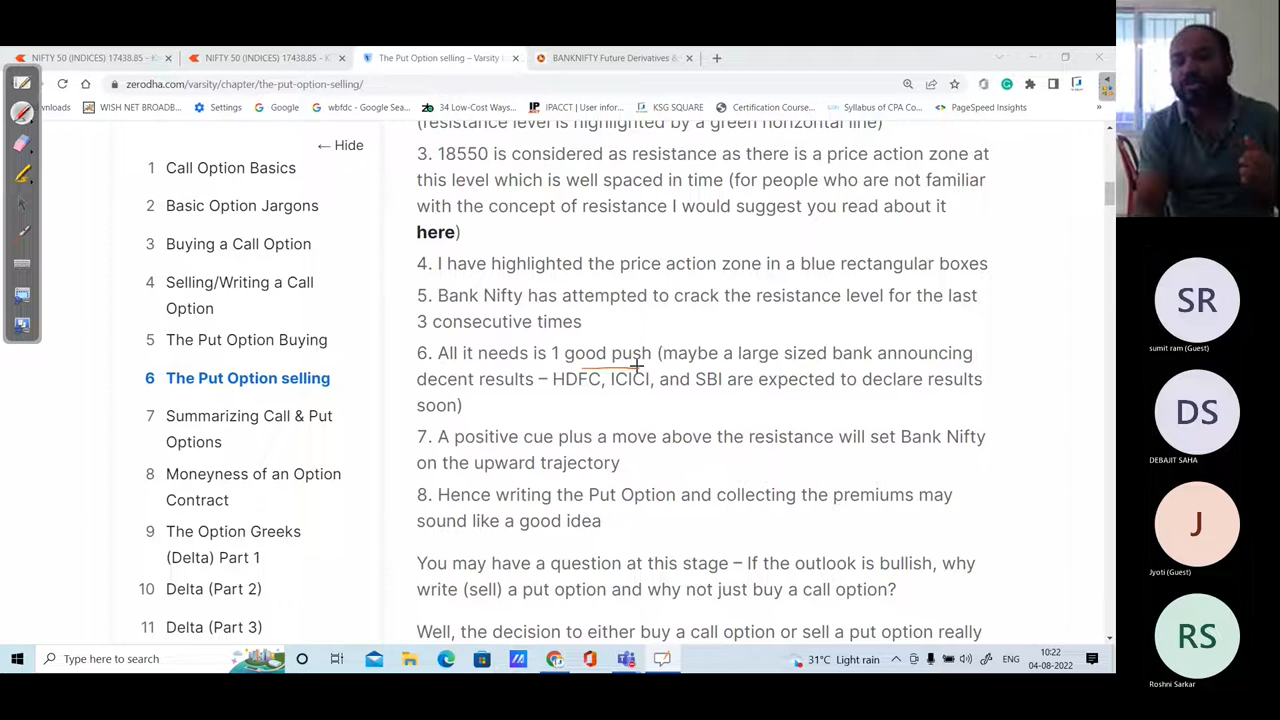 NIFTY 50 (INDICES) 17438.85 - K
NIFTY 50 (INDICES) 17438.85 - K
The Put Option selling – Varsity
BANKNIFTY Future Derivatives &
zerodha.com/varsity/chapter/the-put-option-selling/
wnloads
WISH NET BROADB...
Settings
Google
wbfdc - Google Sea...
34 Low-Cost Ways...
IPACCT | User infor...
KSG SQUARE
Certification Course...
Syllabus of CPA Co...
PageSpeed Insights
← Hide
1 Call Option Basics
2 Basic Option Jargons
3 Buying a Call Option
4 Selling/Writing a Call
Option
5 The Put Option Buying
6 The Put Option selling
7 Summarizing Call & Put
Options
8 Moneyness of an Option
Contract
9 The Option Greeks
(Delta) Part 1
10 Delta (Part 2)
11 Delta (Part 3)
(resistance level is highlighted by a green horizontal line)
3. 18550 is considered as resistance as there is a price action zone at
this level which is well spaced in time (for people who are not familiar
with the concept of resistance I would suggest you read about it
here)
4. I have highlighted the price action zone in a blue rectangular boxes
5. Bank Nifty has attempted to crack the resistance level for the last
3 consecutive times
6. All it needs is 1 good push (maybe a large sized bank announcing
decent results – HDFC, ICICI, and SBI are expected to declare results
soon)
7. A positive cue plus a move above the resistance will set Bank Nifty
on the upward trajectory
8. Hence writing the Put Option and collecting the premiums may
sound like a good idea
You may have a question at this stage – If the outlook is bullish, why
write (sell) a put option and why not just buy a call option?
Well, the decision to either buy a call option or sell a put option really
SR
sumit ram (Guest)
DS
DEBAJIT SAHA
J
Jyoti (Guest)
RS
Roshni Sarkar
Type here to search
31°C Light rain
ENG
10:22
04-08-2022